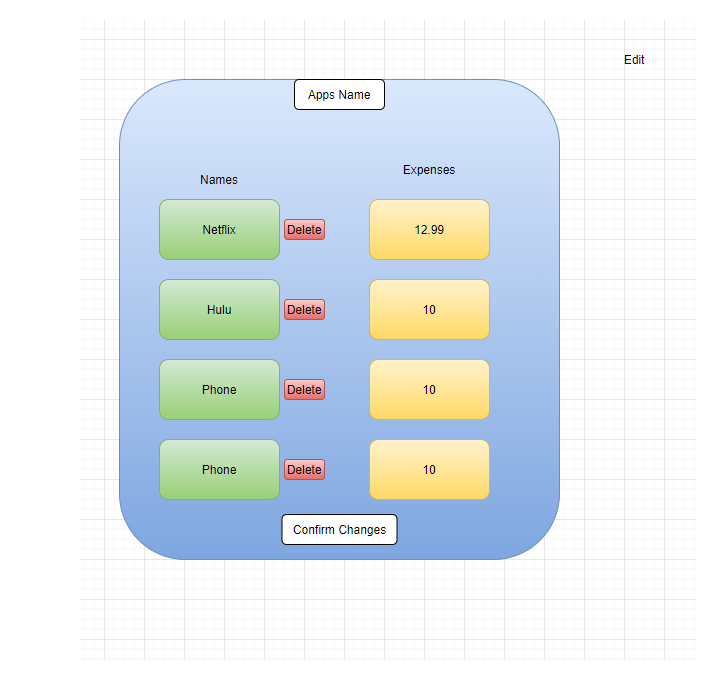 Edit
Apps Name
Expenses
Names
Netflix
Delete
12.99
Hulu
Delete
10
Phone
Delete
10
Phone
Delete
10
Confirm Changes